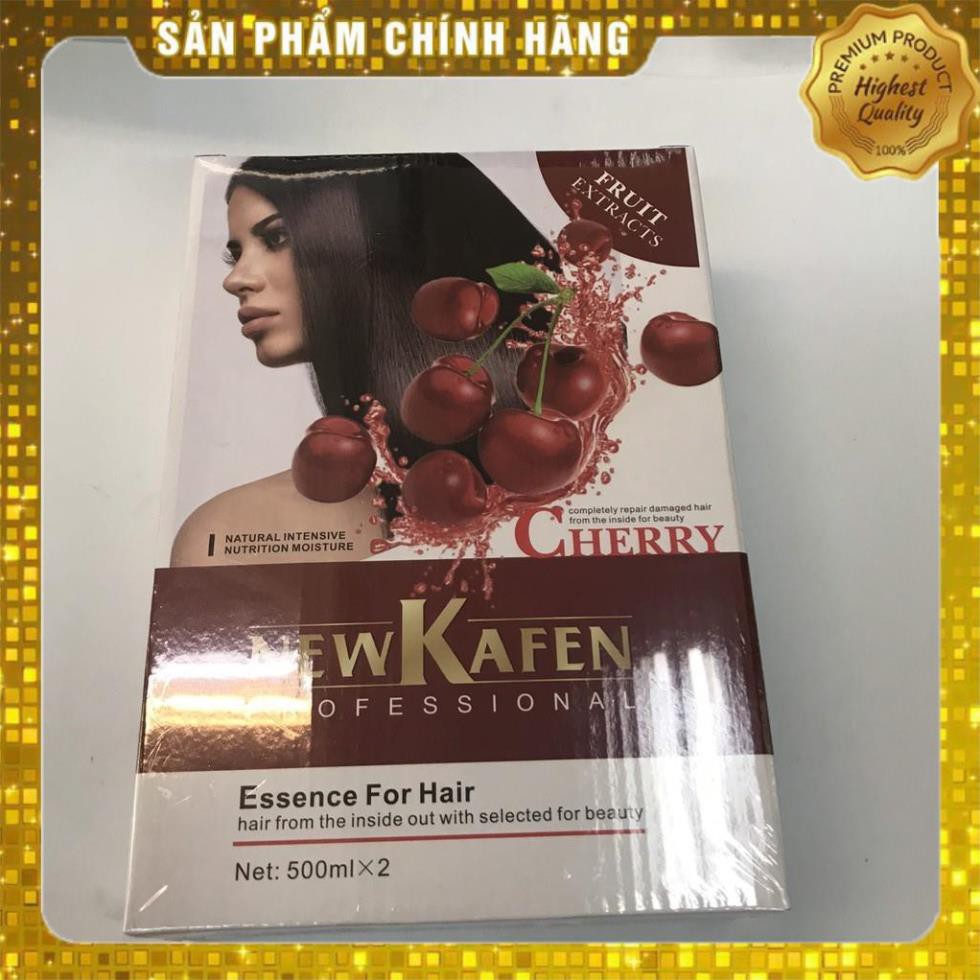 SẢN PHẨM CHÍNH HÃNG
PREMIUM PRODUCT
Highest
Quality
100%
FRUIT
EXTRACTS
completely repair damaged hair
from the inside for beauty
CHERRY
NATURAL INTENSIVE
NUTRITION MOISTURE
NEWKAFEN
PROFESSIONAL
Essence For Hair
hair from the inside out with selected for beauty
Net: 500ml×2